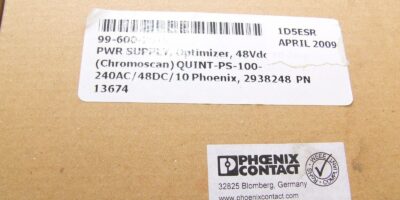 99-600-
1D5ESR
PWR SUPPLY, Optimizer, 48Vdc
APRIL 2009
(Chromoscan) QUINT-PS-100-
240AC/48DC/10 Phoenix, 2938248 PN
13674
PHOENIX
CONTACT
32825 Blomberg, Germany
www.phoenixcontact.com